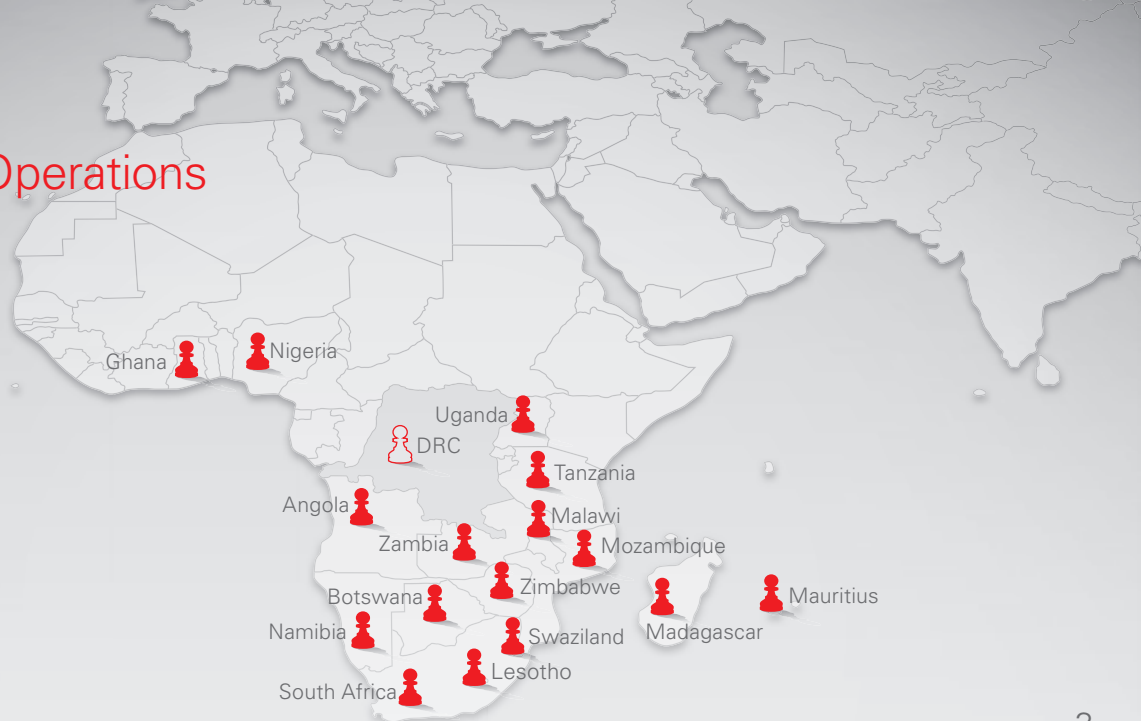 Operations
Ghana
Nigeria
Uganda
DRC
Tanzania
Angola
Malawi
Zambia
Mozambique
Zimbabwe
Botswana
Mauritius
Namibia
Swaziland
Madagascar
Lesotho
South Africa